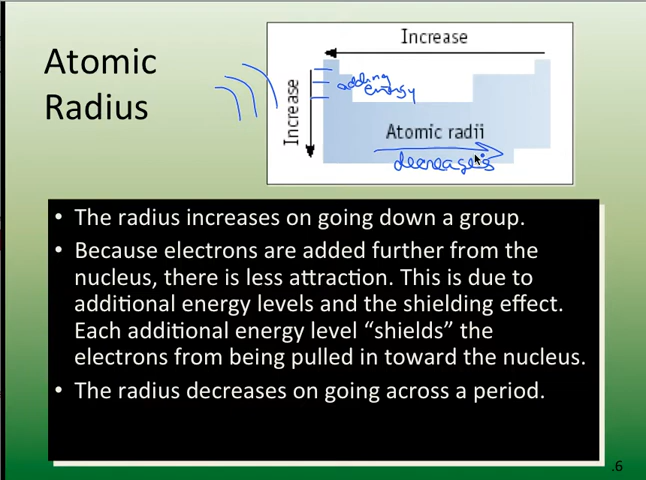 Atomic
Radius
Increase
Increase
adding
energy
Atomic radii
decreases
• The radius increases on going down a group.
• Because electrons are added further from the
nucleus, there is less attraction. This is due to
additional energy levels and the shielding effect.
Each additional energy level “shields” the
electrons from being pulled in toward the nucleus.
• The radius decreases on going across a period.
.6